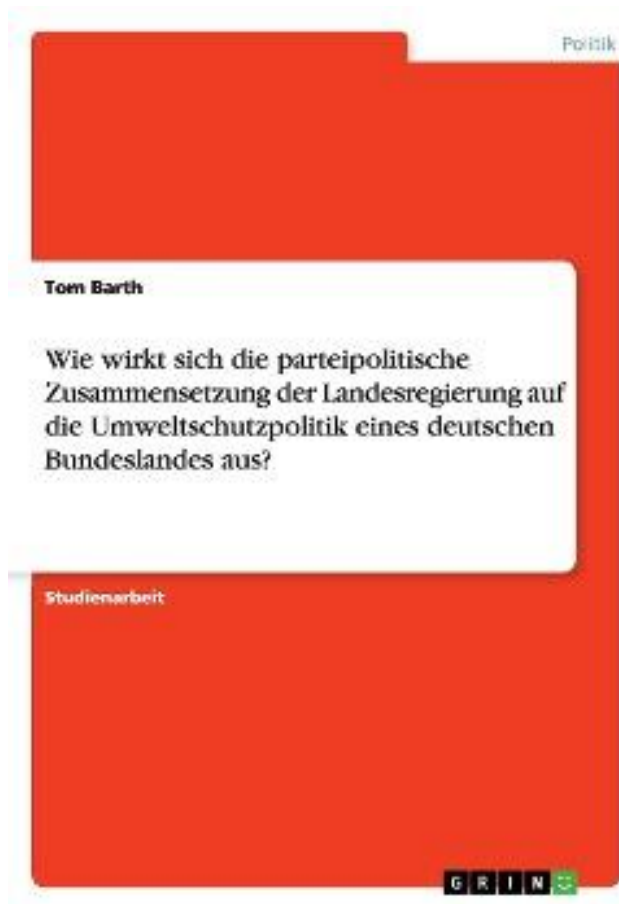 Politik
Tom Barth
Wie wirkt sich die parteipolitische
Zusammensetzung der Landesregierung auf
die Umweltschutzpolitik eines deutschen
Bundeslandes aus?
Studienarbeit
GRIN